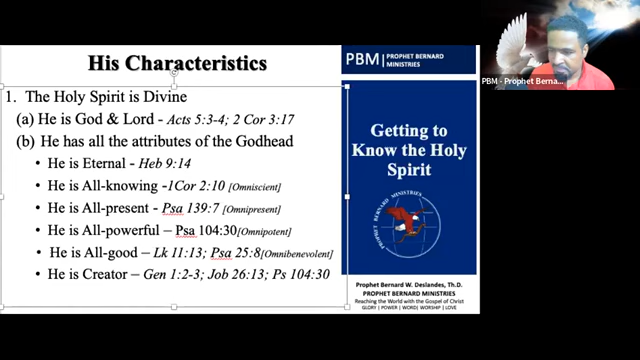 His Characteristics
1. The Holy Spirit is Divine
(a) He is God & Lord - Acts 5:3-4; 2 Cor 3:17
(b) He has all the attributes of the Godhead
• He is Eternal - Heb 9:14
• He is All-knowing -1Cor 2:10 [Omniscient]
• He is All-present - Psa 139:7 [Omnipresent]
• He is All-powerful – Psa 104:30 [Omnipotent]
• He is All-good – Lk 11:13; Psa 25:8[Omnibenevolent]
• He is Creator – Gen 1:2-3; Job 26:13; Ps 104:30
PBM | PROPHET BERNARD MINISTRIES
Getting to
Know the Holy
Spirit
PROPHET BERNARD MINISTRIES
Prophet Bernard W. Deslandes, Th.D.
PROPHET BERNARD MINISTRIES
Reaching the World with the Gospel of Christ
GLORY | POWER | WORD| WORSHIP | LOVE
PBM - Prophet Berna...